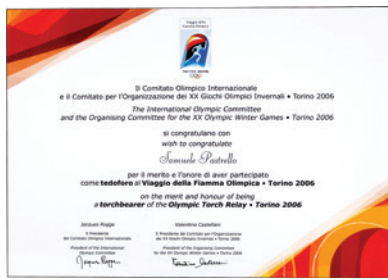 Viaggio della
Fiamma Olimpica
TORINO 2006
Il Comitato Olimpico Internazionale
e il Comitato per l'Organizzazione dei XX Giochi Olimpici Invernali • Torino 2006
The International Olympic Committee
and the Organising Committee for the XX Olympic Winter Games • Torino 2006
si congratulano con
wish to congratulate
Samuele Pastrello
per il merito e l'onore di aver partecipato
come tedoforo al Viaggio della Fiamma Olimpica • Torino 2006
on the merit and honour of being
a torchbearer of the Olympic Torch Relay • Torino 2006
Jacques Rogge Valentino Castellani
Il Presidente Il Presidente del Comitato per l'Organizzazione
del Comitato Olimpico Internazionale dei XX Giochi Olimpici Invernali • Torino 2006
President of the International President of the Organising Committee
Olympic Committee for the XX Olympic Winter Games • Torino 2006
Jacques Rogge Valentino Castellani